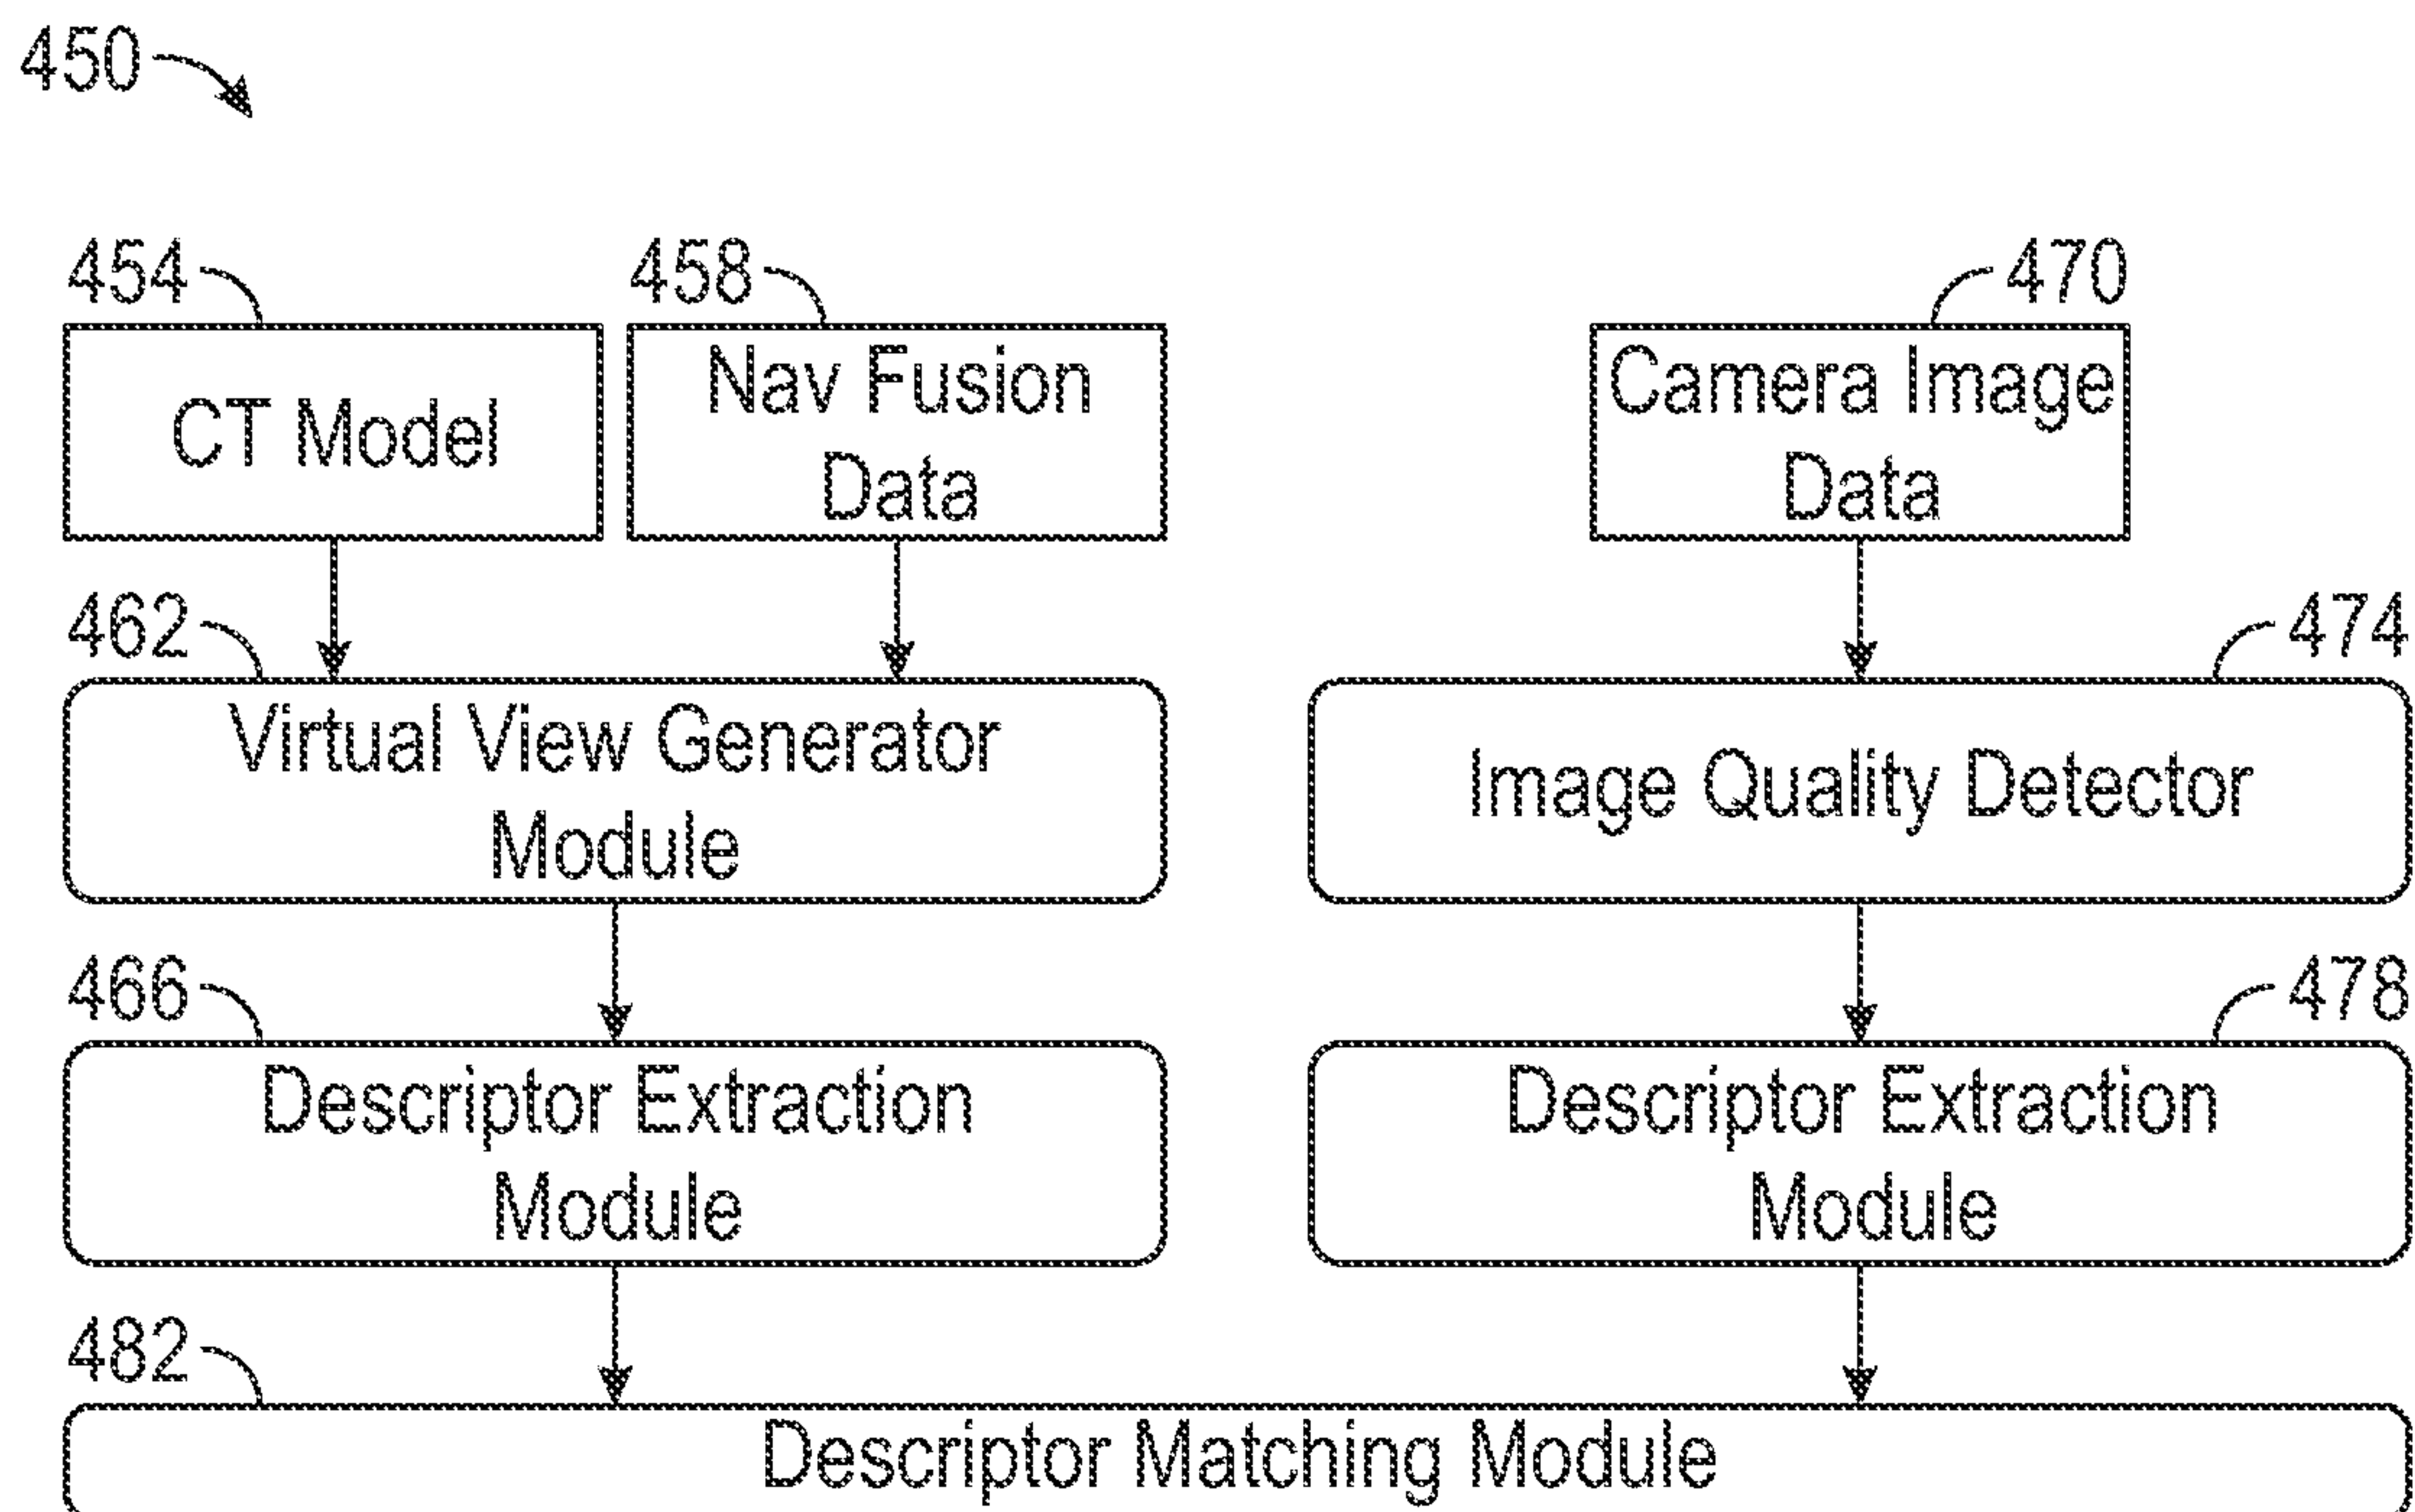 450
454
458
470
CT Model
Nav Fusion
Data
Camera Image
Data
462
474
Virtual View Generator
Module
Image Quality Detector
466
478
Descriptor Extraction
Module
Descriptor Extraction
Module
482
Descriptor Matching Module